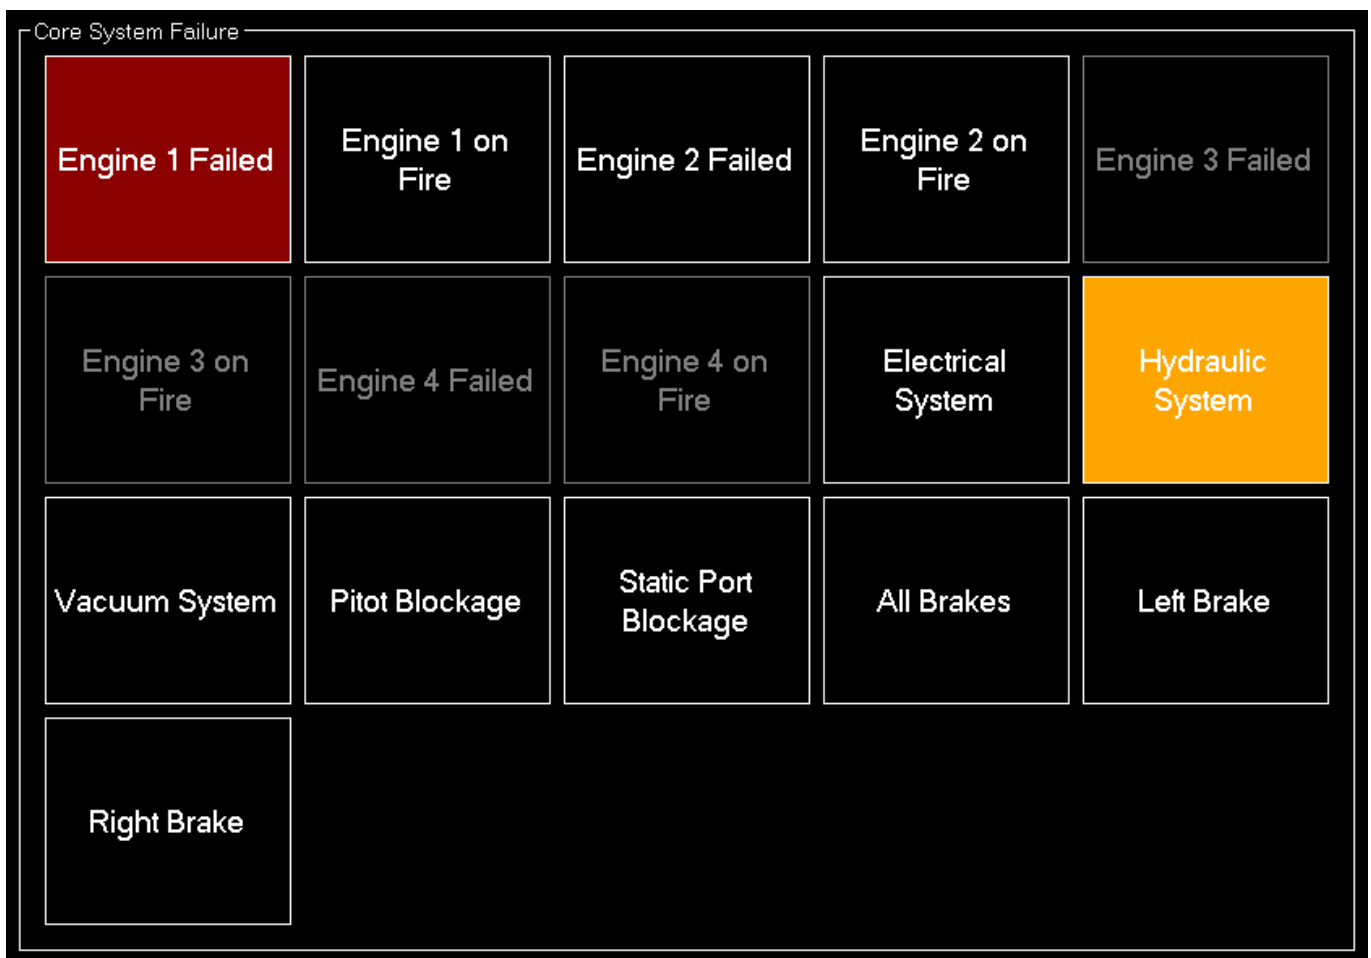 Core System Failure
Engine 1 Failed
Engine 1 on
Fire
Engine 2 Failed
Engine 2 on
Fire
Engine 3 Failed
Engine 3 on
Fire
Engine 4 Failed
Engine 4 on
Fire
Electrical
System
Hydraulic
System
Vacuum System
Pitot Blockage
Static Port
Blockage
All Brakes
Left Brake
Right Brake